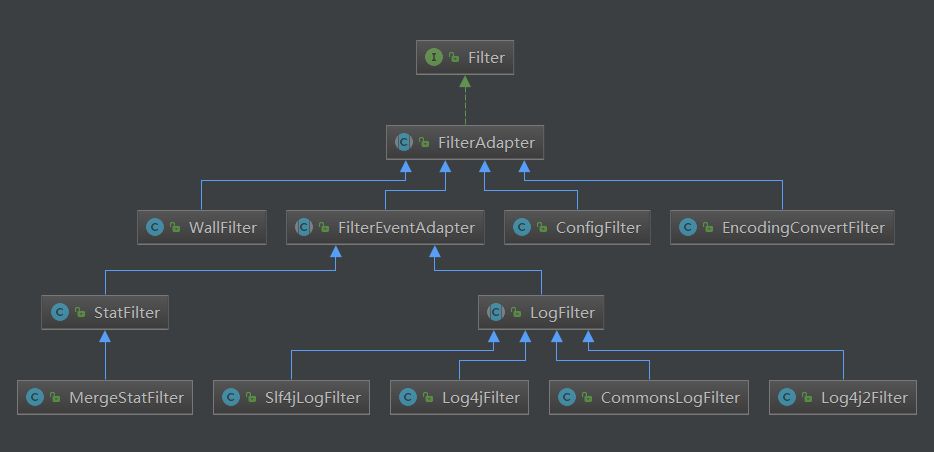 Filter
FilterAdapter
WallFilter
FilterEventAdapter
ConfigFilter
EncodingConvertFilter
StatFilter
LogFilter
MergeStatFilter
Slf4jLogFilter
Log4jFilter
CommonsLogFilter
Log4j2Filter